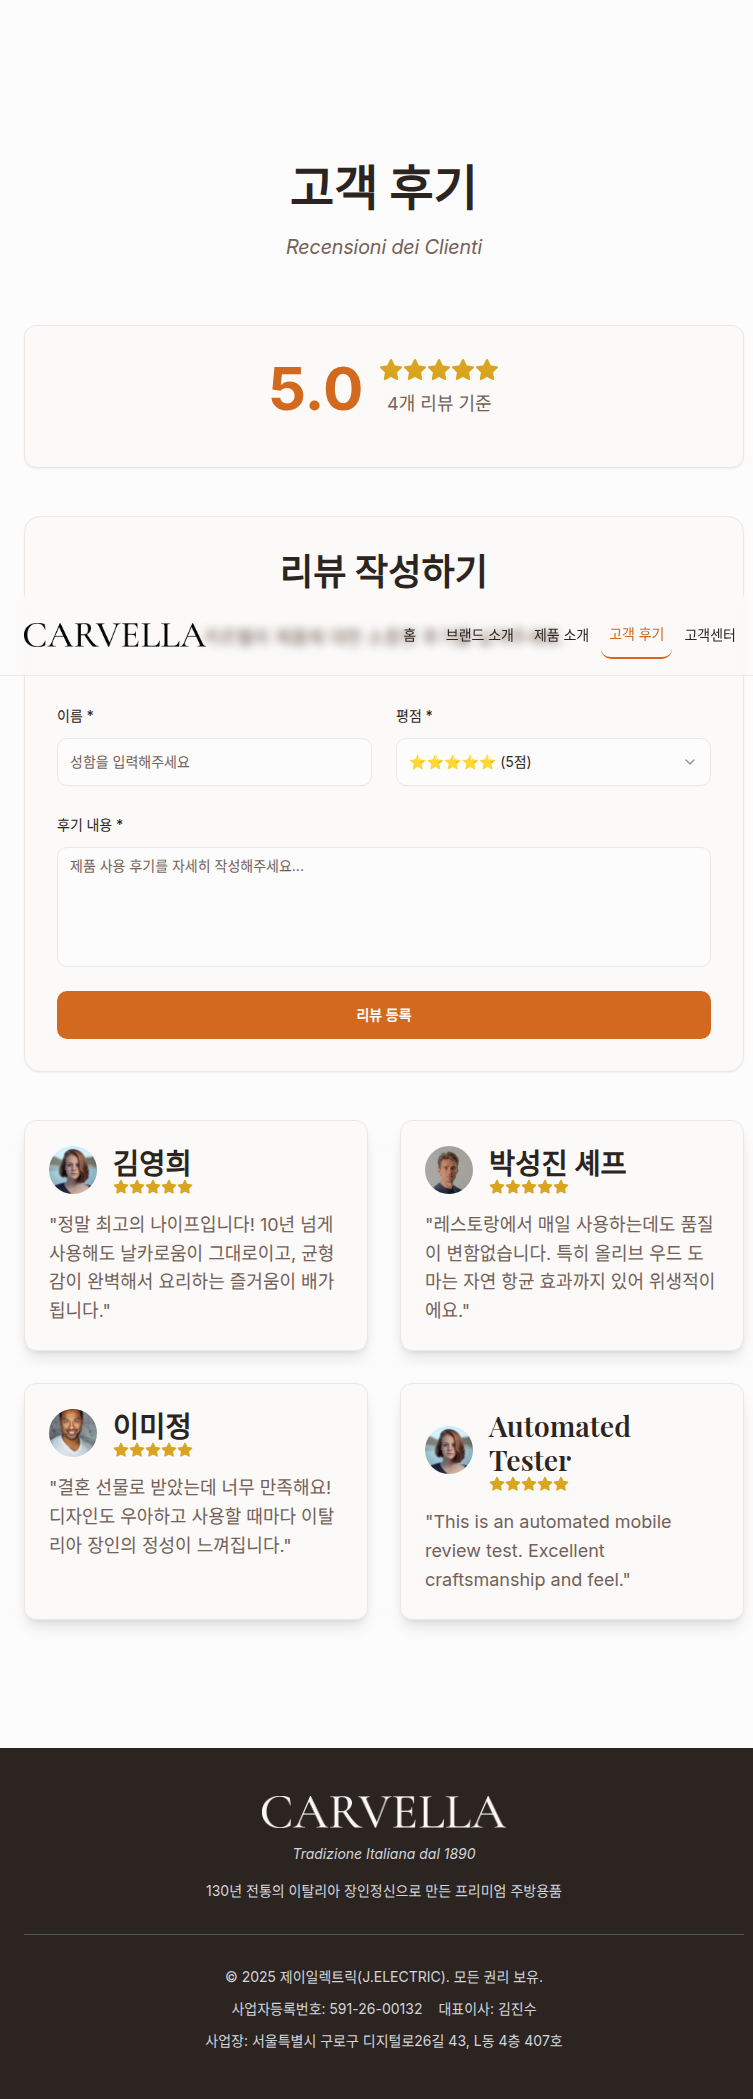 고객 후기
Recensioni dei Clienti
5.0
4개 리뷰 기준
리뷰 작성하기
CARVELLA
홈 브랜드 소개 제품 소개 고객 후기 고객센터
이름 * 평점 *
성함을 입력해주세요 ⭐⭐⭐⭐⭐ (5점)
후기 내용 *
제품 사용 후기를 자세히 작성해주세요...
리뷰 등록
김영희
"정말 최고의 나이프입니다! 10년 넘게
사용해도 날카로움이 그대로이고, 균형
감이 완벽해서 요리하는 즐거움이 배가
됩니다."
박성진 셰프
"레스토랑에서 매일 사용하는데도 품질
이 변함없습니다. 특히 올리브 우드 도
마는 자연 항균 효과까지 있어 위생적이
에요."
이미정
"결혼 선물로 받았는데 너무 만족해요!
디자인도 우아하고 사용할 때마다 이탈
리아 장인의 정성이 느껴집니다."
Automated
Tester
"This is an automated mobile
review test. Excellent
craftsmanship and feel."
CARVELLA
Tradizione Italiana dal 1890
130년 전통의 이탈리아 장인정신으로 만든 프리미엄 주방용품
© 2025 제이일렉트릭(J.ELECTRIC). 모든 권리 보유.
사업자등록번호: 591-26-00132 대표이사: 김진수
사업장: 서울특별시 구로구 디지털로26길 43, L동 4층 407호